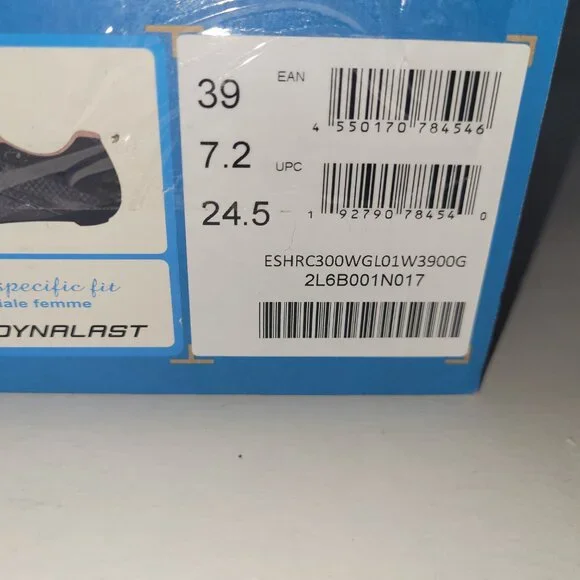 39
EAN
4 550170 784546
7.2
UPC
1 92790 78454 0
24.5
ESHRC300WGL01W3900G
2L6B001N017
specific fit
iale femme
DYNALAST